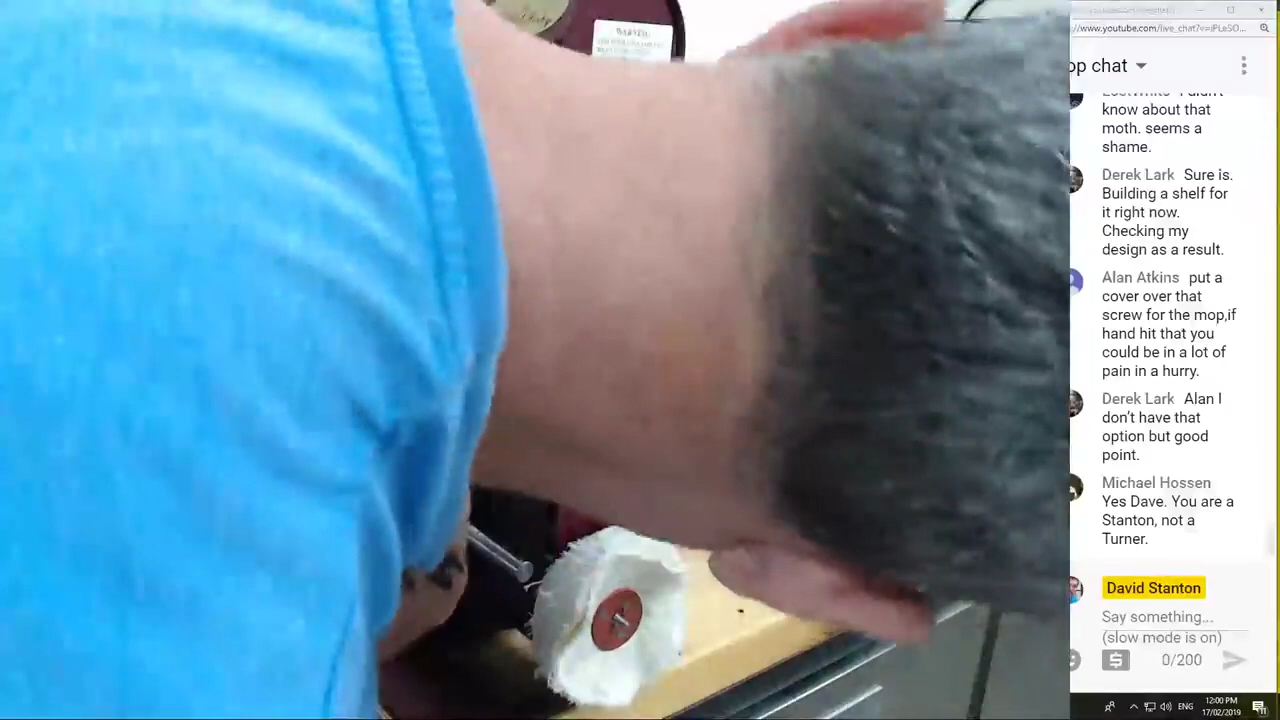 WARNING
//www.youtube.com/live_chat?v=iPLeSO...
op chat
know about that
moth. seems a
shame.
Derek Lark Sure is.
Building a shelf for
it right now.
Checking my
design as a result.
Alan Atkins put a
cover over that
screw for the mop,if
hand hit that you
could be in a lot of
pain in a hurry.
Derek Lark Alan I
don't have that
option but good
point.
Michael Hossen
Yes Dave. You are a
Stanton, not a
Turner.
David Stanton
Say something...
(slow mode is on)
0/200
ENG
12:00 PM
17/02/2019